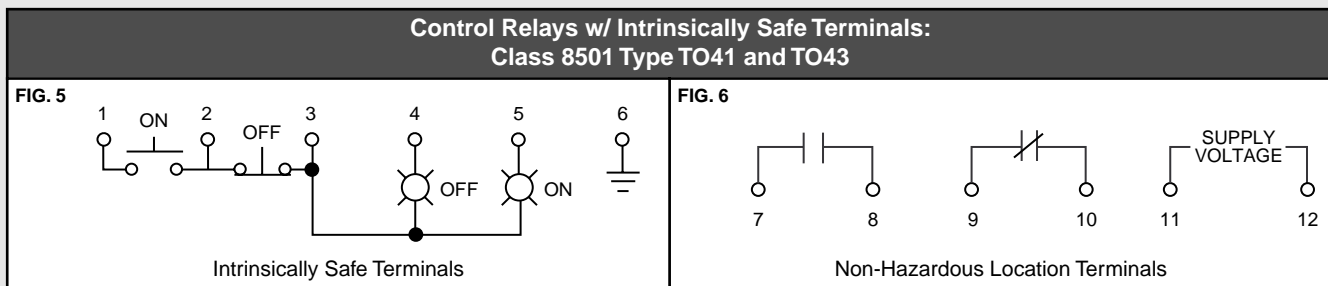 Control Relays w/ Intrinsically Safe Terminals:
Class 8501 Type TO41 and TO43
FIG. 5
1 2 3 4 5 6
ON
OFF
OFF
ON
Intrinsically Safe Terminals
FIG. 6
SUPPLY
VOLTAGE
7 8 9 10 11 12
Non-Hazardous Location Terminals